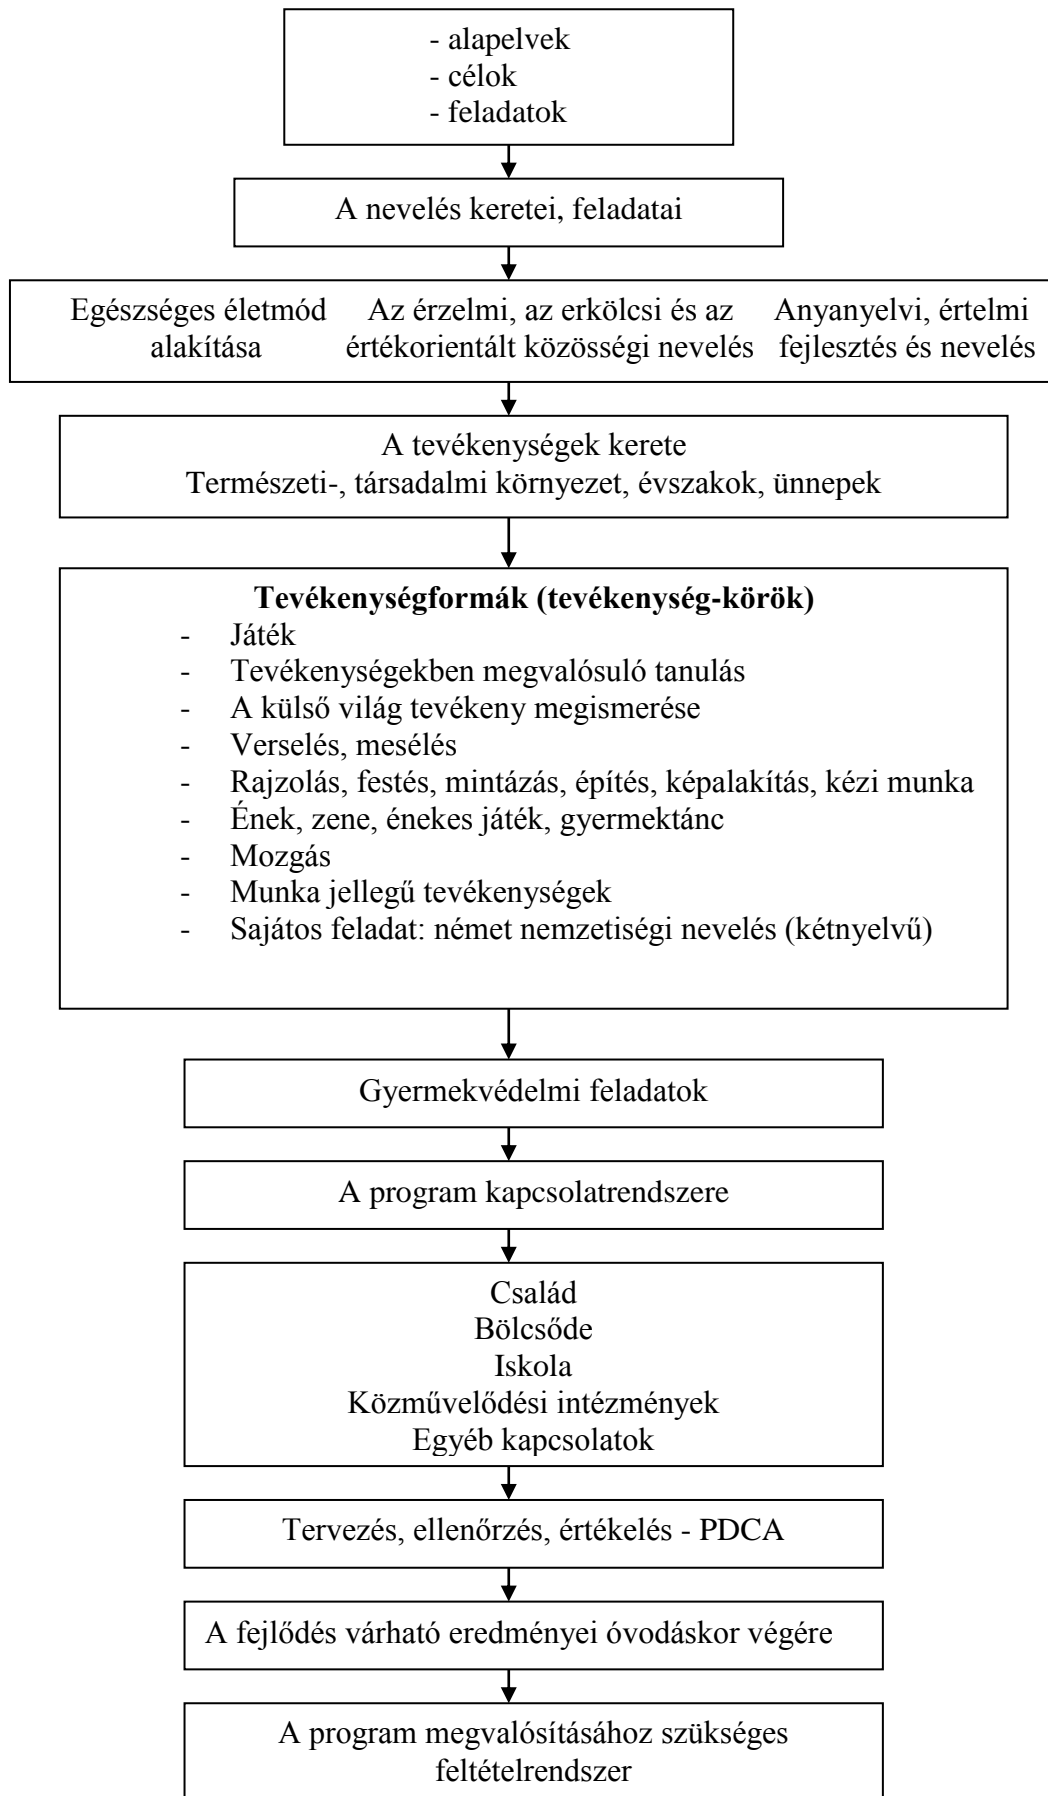 - alapelvek
- célok
- feladatok
A nevelés keretei, feladatai
Egészséges életmód alakítása
Az érzelmi, az erkölcsi és az értékorientált közösségi nevelés
Anyanyelvi, értelmi fejlesztés és nevelés
A tevékenységek kerete
Természeti-, társadalmi környezet, évszakok, ünnepek
Tevékenységformák (tevékenység-körök)
- Játék
- Tevékenységekben megvalósuló tanulás
- A külső világ tevékeny megismerése
- Verselés, mesélés
- Rajzolás, festés, mintázás, építés, képalakítás, kézi munka
- Ének, zene, énekes játék, gyermektánc
- Mozgás
- Munka jellegű tevékenységek
- Sajátos feladat: német nemzetiségi nevelés (kétnyelvű)
Gyermekvédelmi feladatok
A program kapcsolatrendszere
Család
Bölcsőde
Iskola
Közművelődési intézmények
Egyéb kapcsolatok
Tervezés, ellenőrzés, értékelés - PDCA
A fejlődés várható eredményei óvodáskor végére
A program megvalósításához szükséges
feltételrendszer